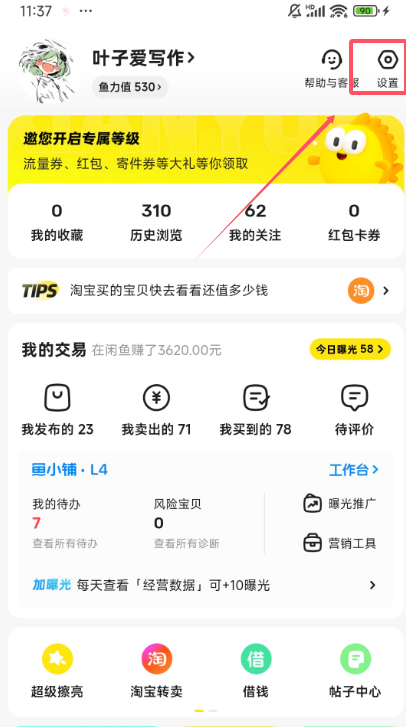 11:37
HD
90
叶子爱写作
鱼力值 530
帮助与客服
设置
邀您开启专属等级
流量券、红包、寄件券等大礼等你领取
0
310
62
0
我的收藏
历史浏览
我的关注
红包卡券
TIPS
淘宝买的宝贝快去看看还值多少钱
淘
我的交易
在闲鱼赚了3620.00元
今日曝光 58
我发布的 23
我卖出的 71
我买到的 78
待评价
鱼小铺·L4
工作台
我的待办
7
查看所有待办
风险宝贝
0
查看所有诊断
曝光推广
营销工具
加曝光
每天查看「经营数据」可+10曝光
淘
借
超级擦亮
淘宝转卖
借钱
帖子中心